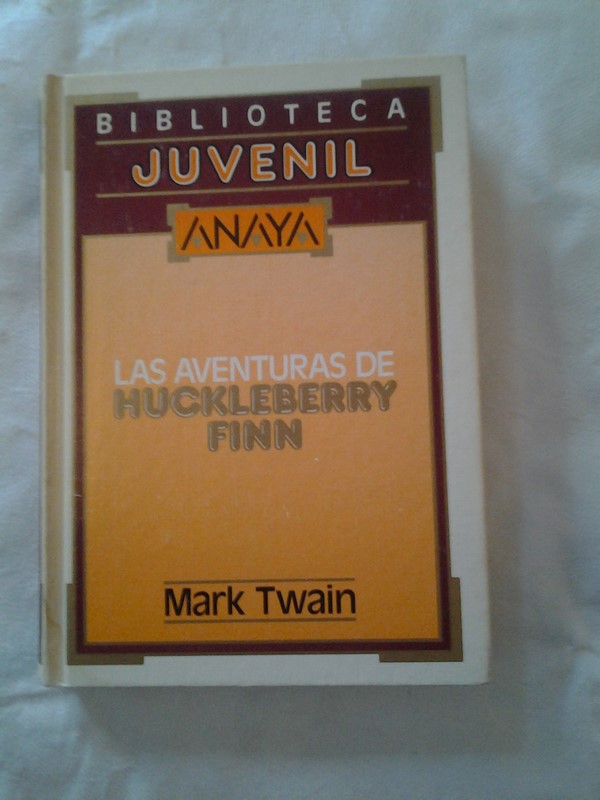 BIBLIOTECA
JUVENIL
ANAYA
LAS AVENTURAS DE
HUCKLEBERRY
FINN
Mark Twain